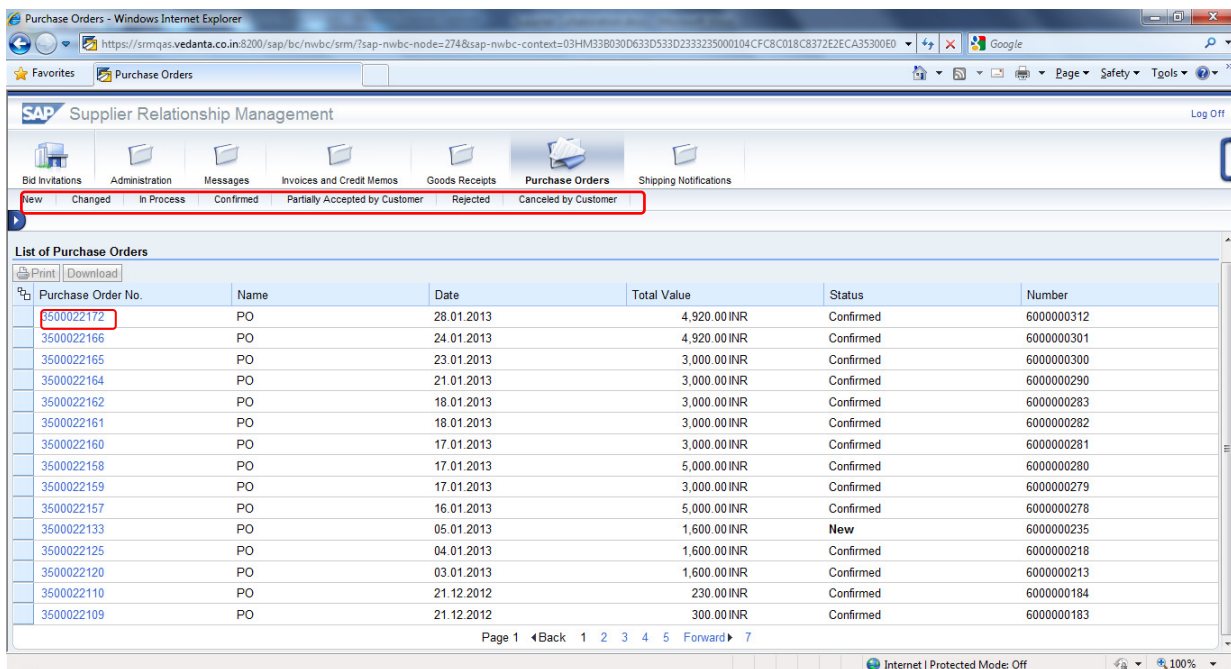 Purchase Orders - Windows Internet Explorer
https://srmqas.vedanta.co.in:8200/sap/bc/nwbc/srm/?sap-nwbc-node=274&sap-nwbc-context=03HM33B030D633D533D2333235000104CFC8C018C8372E2ECA35300E0 Google
Favorites Purchase Orders Page Safety Tools
SAP Supplier Relationship Management Log Off
Bid Invitations Administration Messages Invoices and Credit Memos Goods Receipts Purchase Orders Shipping Notifications
New Changed In Process Confirmed Partially Accepted by Customer Rejected Canceled by Customer
List of Purchase Orders
Print Download
Purchase Order No. Name Date Total Value Status Number
3500022172 PO 28.01.2013 4,920.00 INR Confirmed 6000000312
3500022166 PO 24.01.2013 4,920.00 INR Confirmed 6000000301
3500022165 PO 23.01.2013 3,000.00 INR Confirmed 6000000300
3500022164 PO 21.01.2013 3,000.00 INR Confirmed 6000000290
3500022162 PO 18.01.2013 3,000.00 INR Confirmed 6000000283
3500022161 PO 18.01.2013 3,000.00 INR Confirmed 6000000282
3500022160 PO 17.01.2013 3,000.00 INR Confirmed 6000000281
3500022158 PO 17.01.2013 5,000.00 INR Confirmed 6000000280
3500022159 PO 17.01.2013 3,000.00 INR Confirmed 6000000279
3500022157 PO 16.01.2013 5,000.00 INR Confirmed 6000000278
3500022133 PO 05.01.2013 1,600.00 INR New 6000000235
3500022125 PO 04.01.2013 1,600.00 INR Confirmed 6000000218
3500022120 PO 03.01.2013 1,600.00 INR Confirmed 6000000213
3500022110 PO 21.12.2012 230.00 INR Confirmed 6000000184
3500022109 PO 21.12.2012 300.00 INR Confirmed 6000000183
Page 1 Back 1 2 3 4 5 Forward 7
Internet | Protected Mode: Off 100%